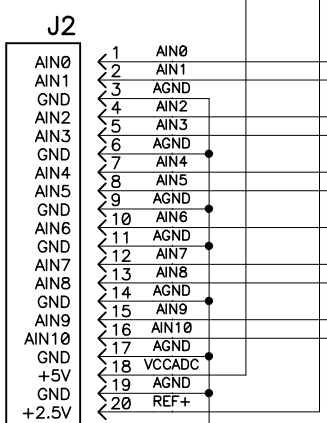 J2
AIN0 1 AIN0
AIN1 2 AIN1
GND 3 AGND
AIN2 4 AIN2
AIN3 5 AIN3
GND 6 AGND
AIN4 7 AIN4
AIN5 8 AIN5
GND 9 AGND
AIN6 10 AIN6
GND 11 AGND
AIN7 12 AIN7
AIN8 13 AIN8
GND 14 AGND
AIN9 15 AIN9
AIN10 16 AIN10
GND 17 AGND
+5V 18 VCCADC
GND 19 AGND
+2.5V 20 REF+